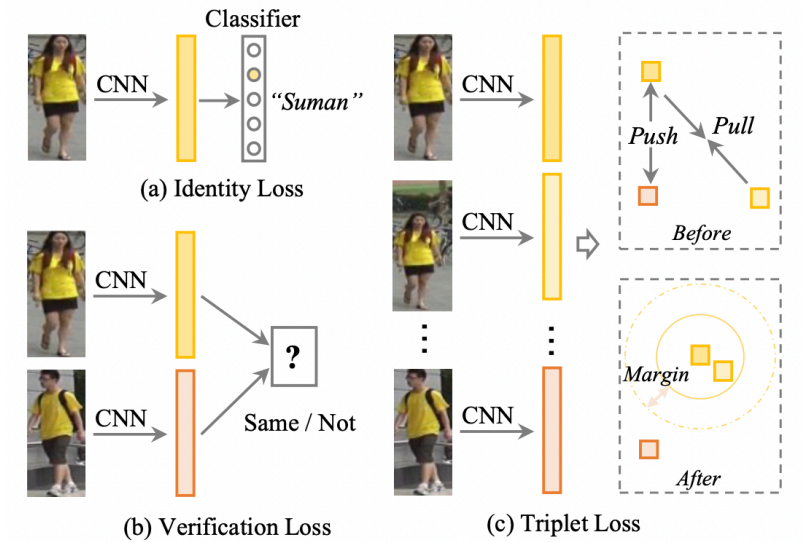 Classifier
CNN
“Suman”
(a) Identity Loss
CNN
?
CNN
Same / Not
(b) Verification Loss
CNN
CNN
CNN
(c) Triplet Loss
Push
Pull
Before
Margin
After